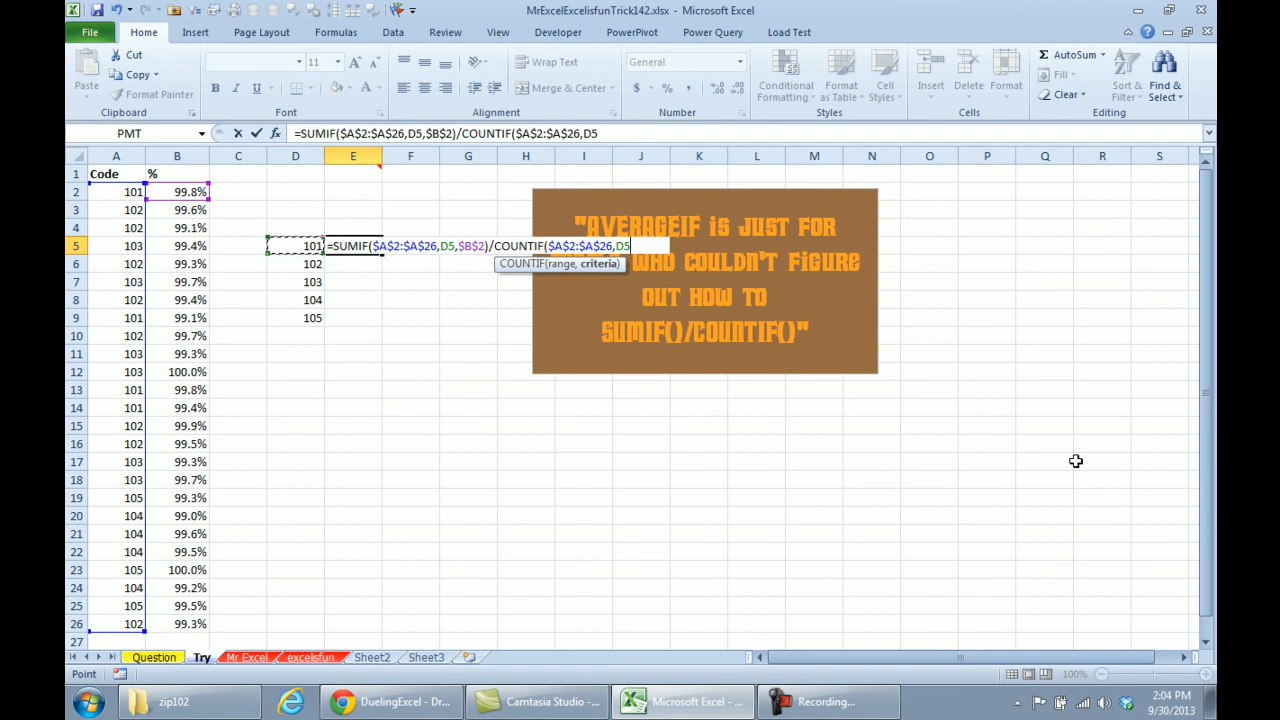 MrExcelExcelisfunTrick142.xlsx - Microsoft Excel
File Home Insert Page Layout Formulas Data Review View Developer PowerPivot Power Query Load Test
Paste Cut Copy Format Painter
11 A A B I U A
Wrap Text Merge & Center
General $ % ,
Conditional Formatting Format as Table Cell Styles
Insert Delete Format
Σ AutoSum Fill Clear Sort & Filter Find & Select
Clipboard Font Alignment Number Styles Cells Editing
PMT fx =SUMIF($A$2:$A$26,D5,$B$2)/COUNTIF($A$2:$A$26,D5
A B C D E F G H I J K L M N O P Q R S
1 Code %
2 101 99.8%
3 102 99.6%
4 102 99.1%
5 103 99.4% 101 =SUMIF($A$2:$A$26,D5,$B$2)/COUNTIF($A$2:$A$26,D5
COUNTIF(range, criteria)
6 102 99.3% 102
7 103 99.7% 103
8 102 99.4% 104
9 101 99.1% 105
10 102 99.7%
11 103 99.3%
12 103 100.0%
13 101 99.8%
14 101 99.4%
15 102 99.9%
16 102 99.5%
17 103 99.3%
18 103 99.7%
19 105 99.3%
20 104 99.0%
21 104 99.6%
22 104 99.5%
23 105 100.0%
24 104 99.2%
25 105 99.5%
26 102 99.3%
27
"AVERAGEIF is JUST FOR
WHO COULDN'T FIGURE
OUT HOW TO
SUMIF()/COUNTIF()"
Question Try Mr Excel excelisfun Sheet2 Sheet3
Point 100%
zip102 DuelingExcel - Dr... Camtasia Studio - ... Microsoft Excel - ... Recording...
2:04 PM
9/30/2013